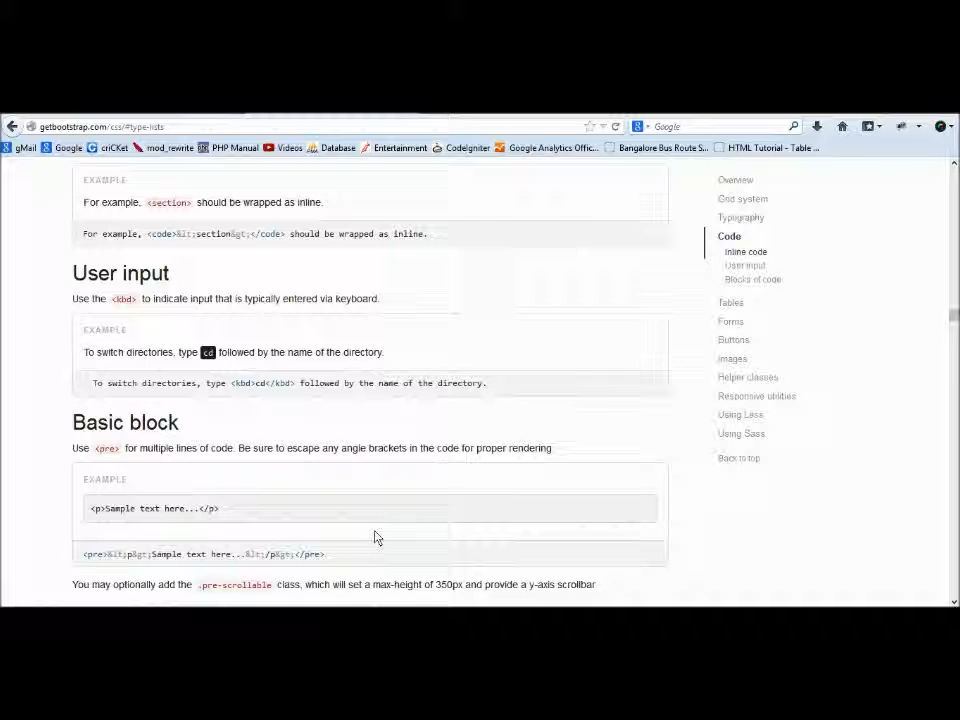 getbootstrap.com/css/#type-lists
Google
gMail Google criCKet mod_rewrite PHP Manual Videos Database Entertainment CodeIgniter Google Analytics Offic... Bangalore Bus Route S... HTML Tutorial - Table ...
EXAMPLE
For example, <section> should be wrapped as inline.
For example, <code>&lt;section&gt;</code> should be wrapped as inline.
User input
Use the <kbd> to indicate input that is typically entered via keyboard.
EXAMPLE
To switch directories, type cd followed by the name of the directory.
To switch directories, type <kbd>cd</kbd> followed by the name of the directory.
Basic block
Use <pre> for multiple lines of code. Be sure to escape any angle brackets in the code for proper rendering
EXAMPLE
<p>Sample text here...</p>
<pre>&lt;p&gt;Sample text here...&lt;/p&gt;</pre>
You may optionally add the .pre-scrollable class, which will set a max-height of 350px and provide a y-axis scrollbar
Overview
Grid system
Typography
Code
Inline code
User input
Blocks of code
Tables
Forms
Buttons
Images
Helper classes
Responsive utilities
Using Less
Using Sass
Back to top